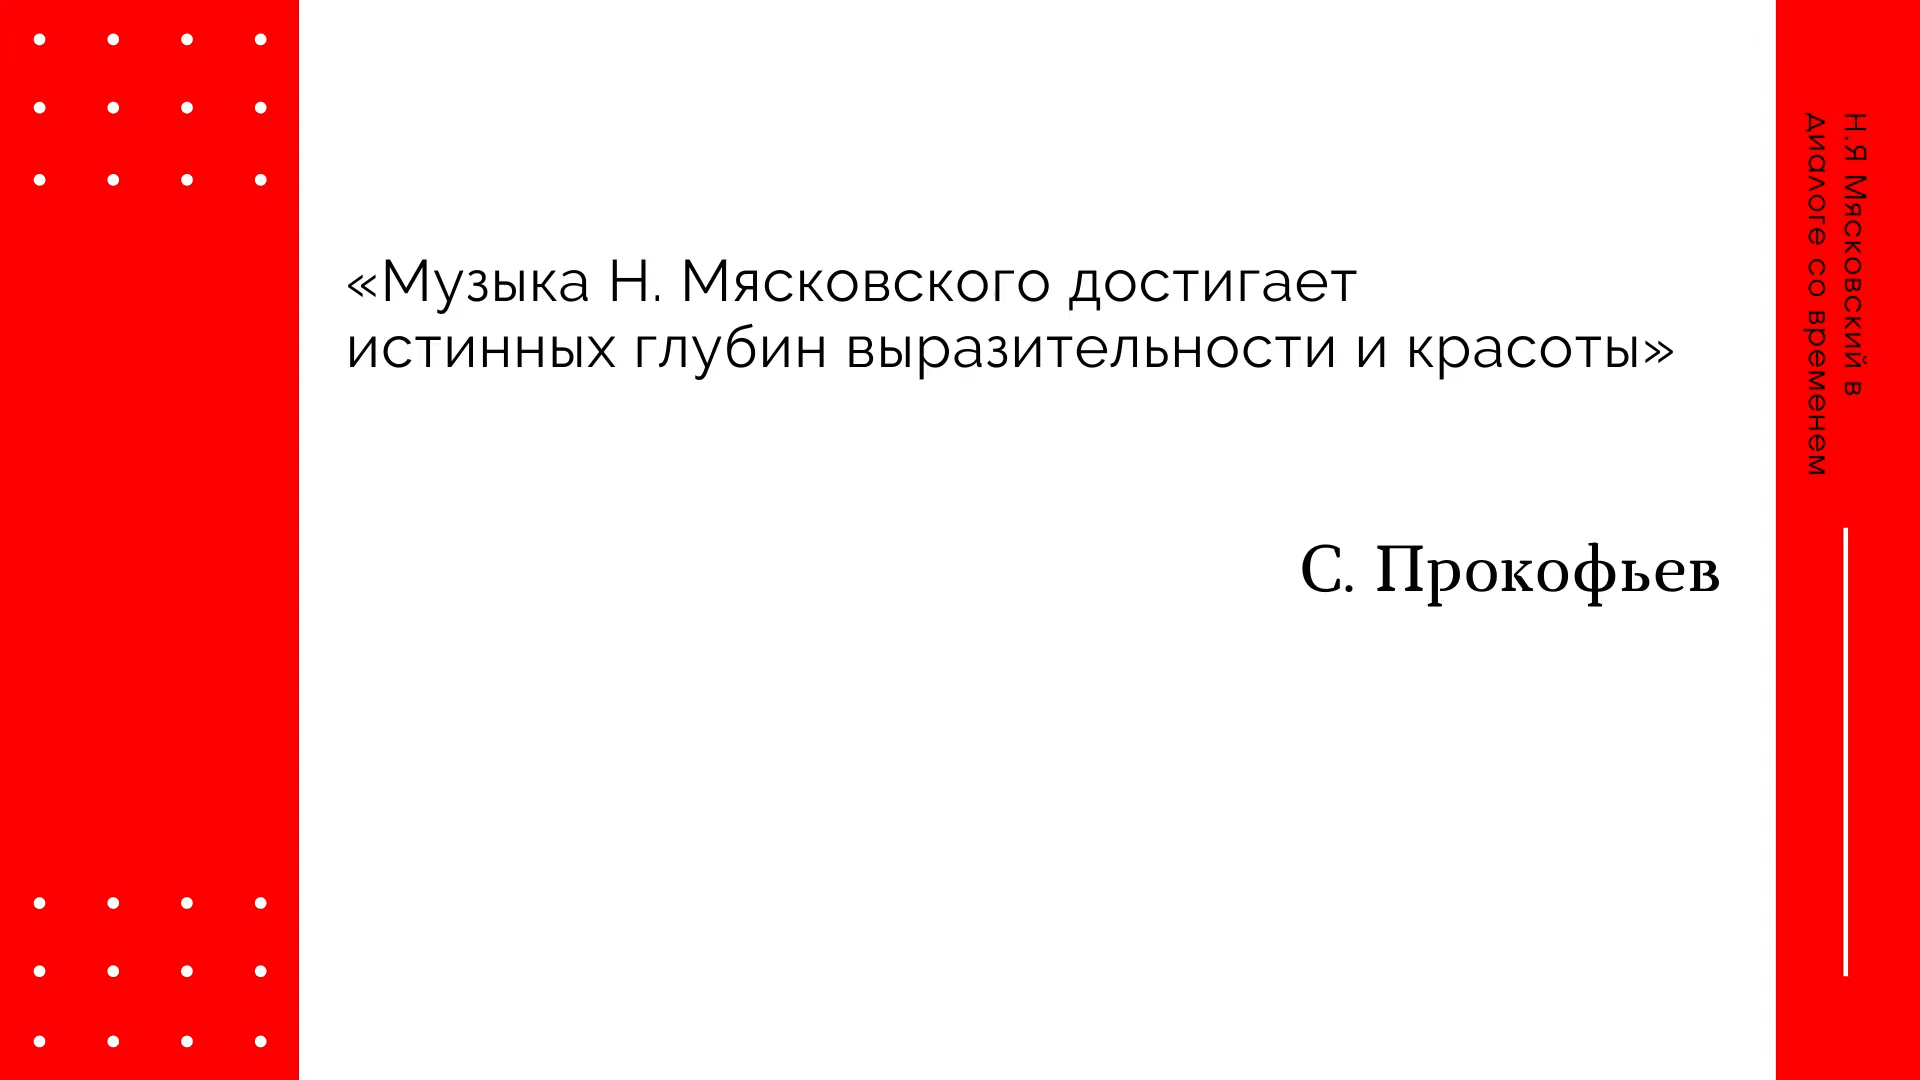 «Музыка Н. Мясковского достигает
истинных глубин выразительности и красоты»
С. Прокофьев
Н.Я Мясковский в
диалоге со временем